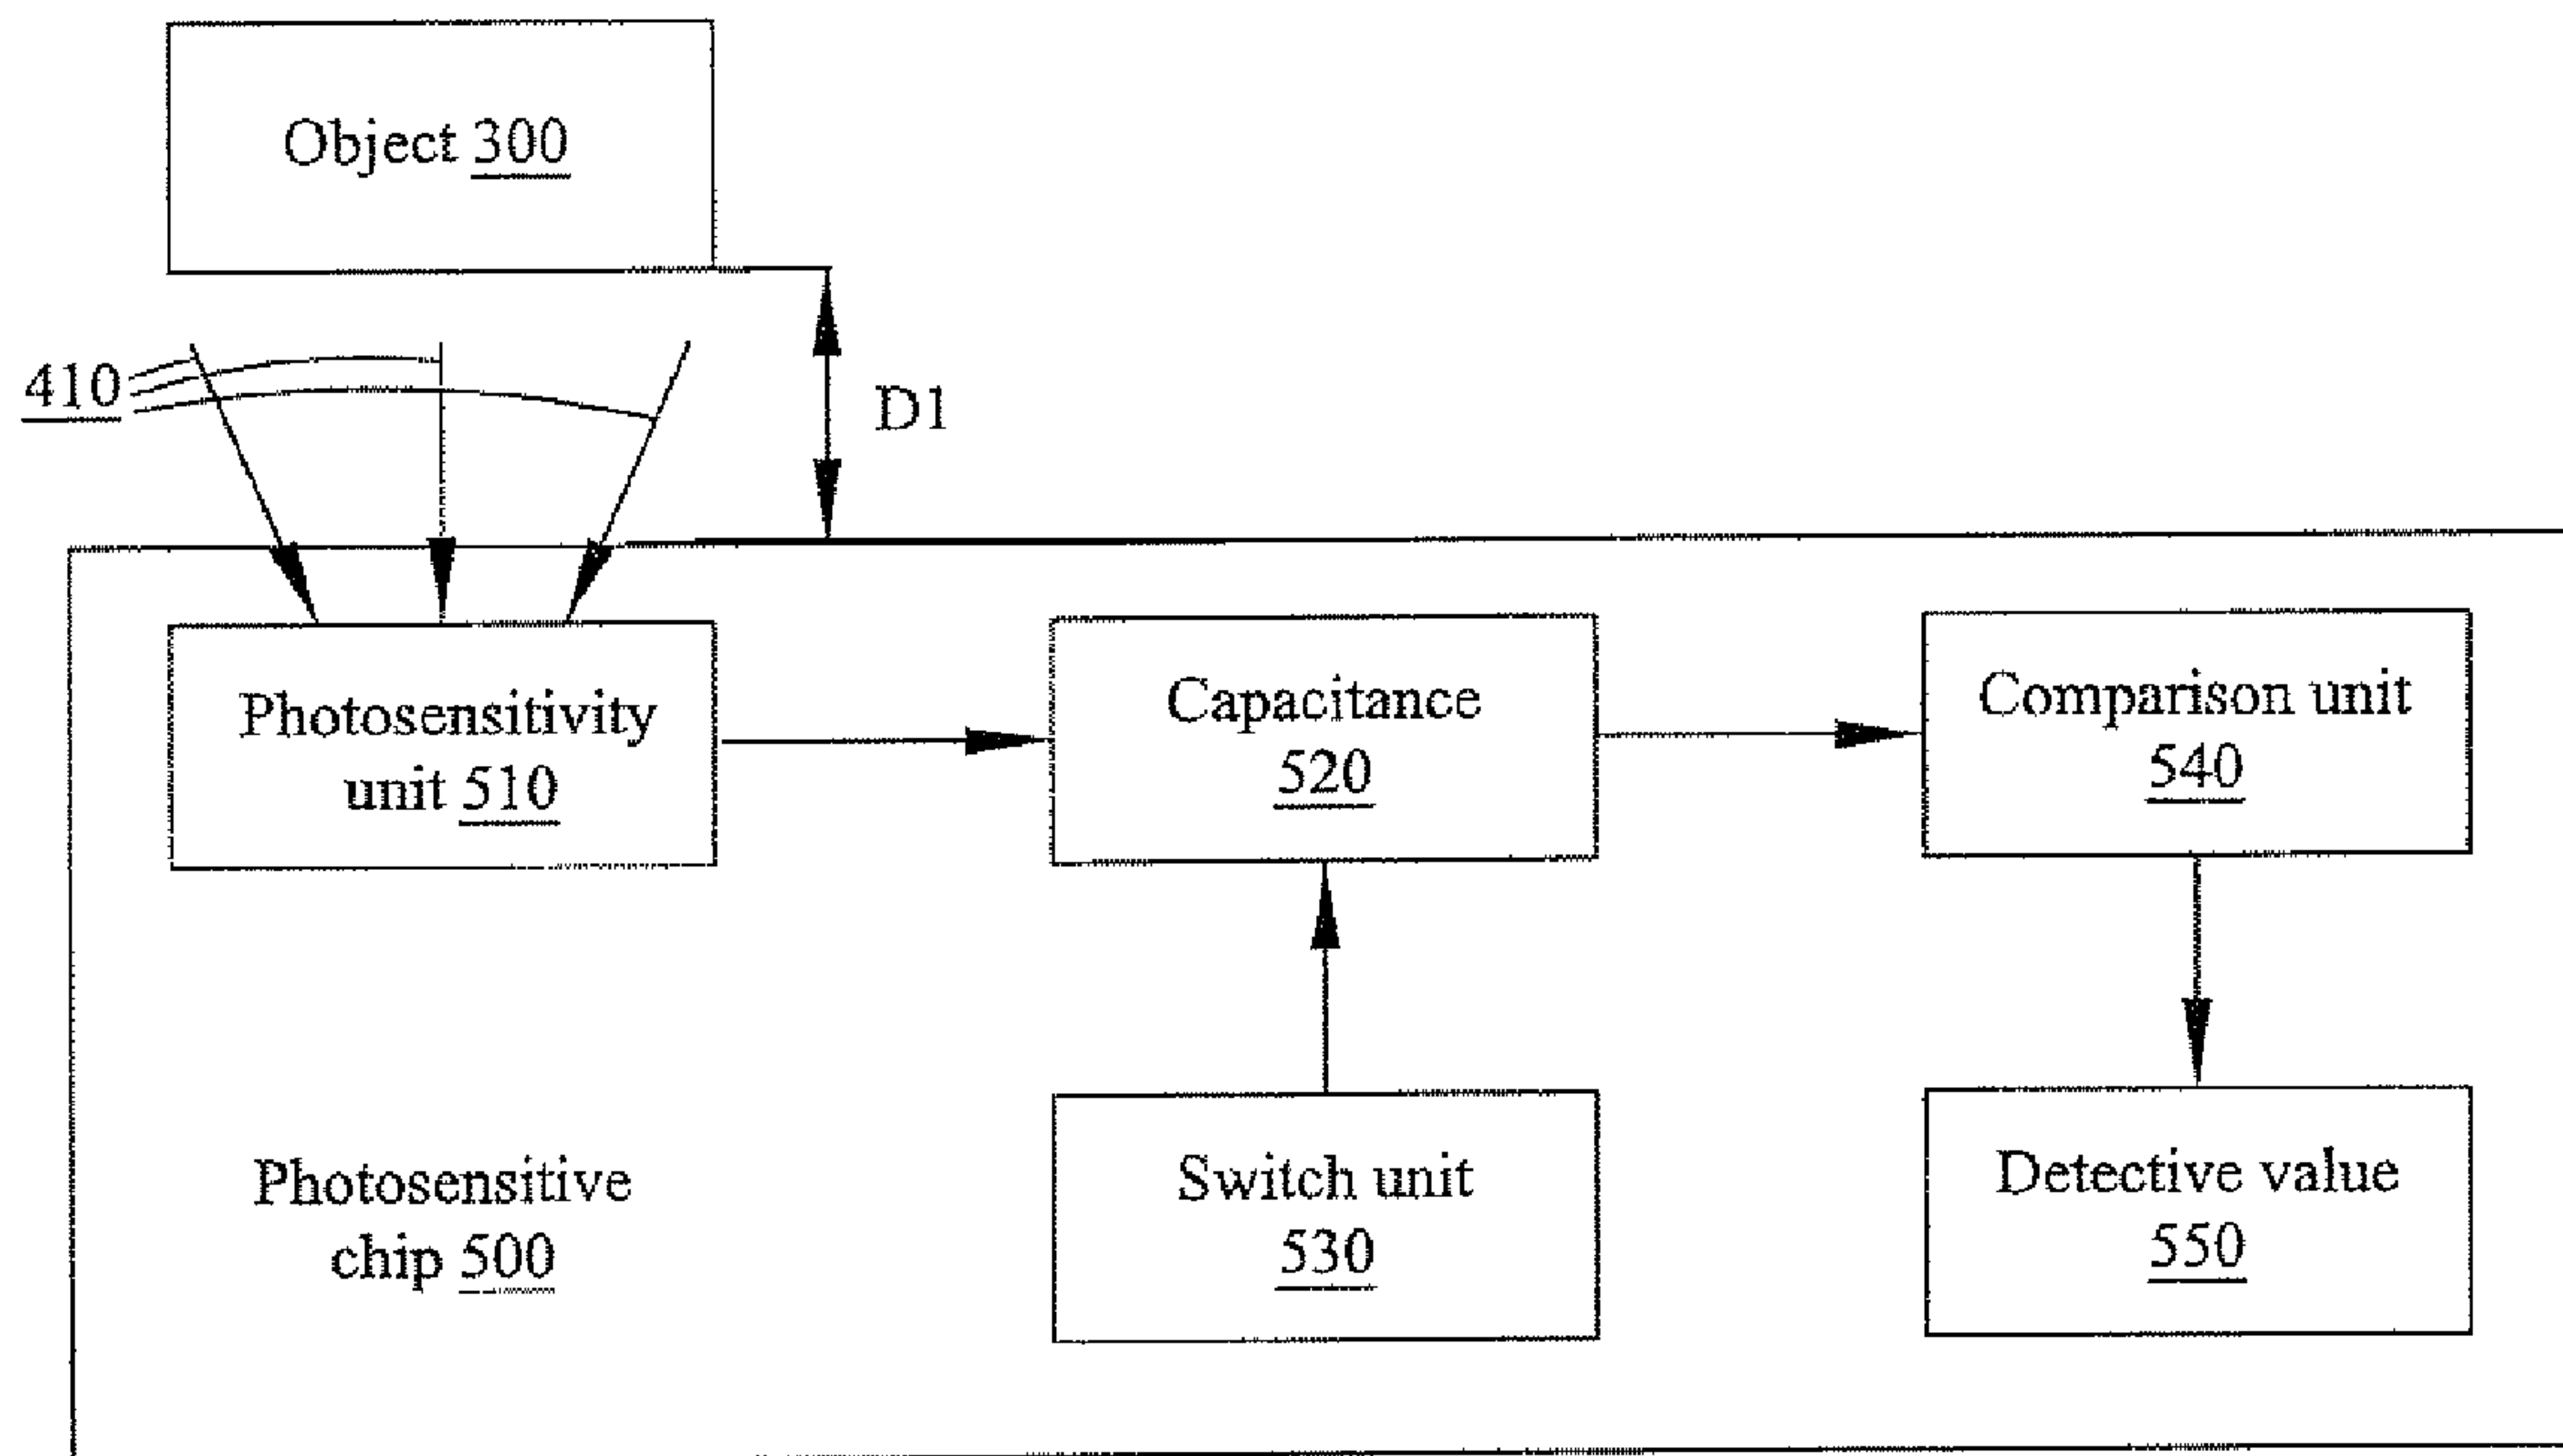 Object 300
410
D1
Photosensitivity
unit 510
Capacitance
520
Comparison unit
540
Photosensitive
chip 500
Switch unit
530
Detective value
550